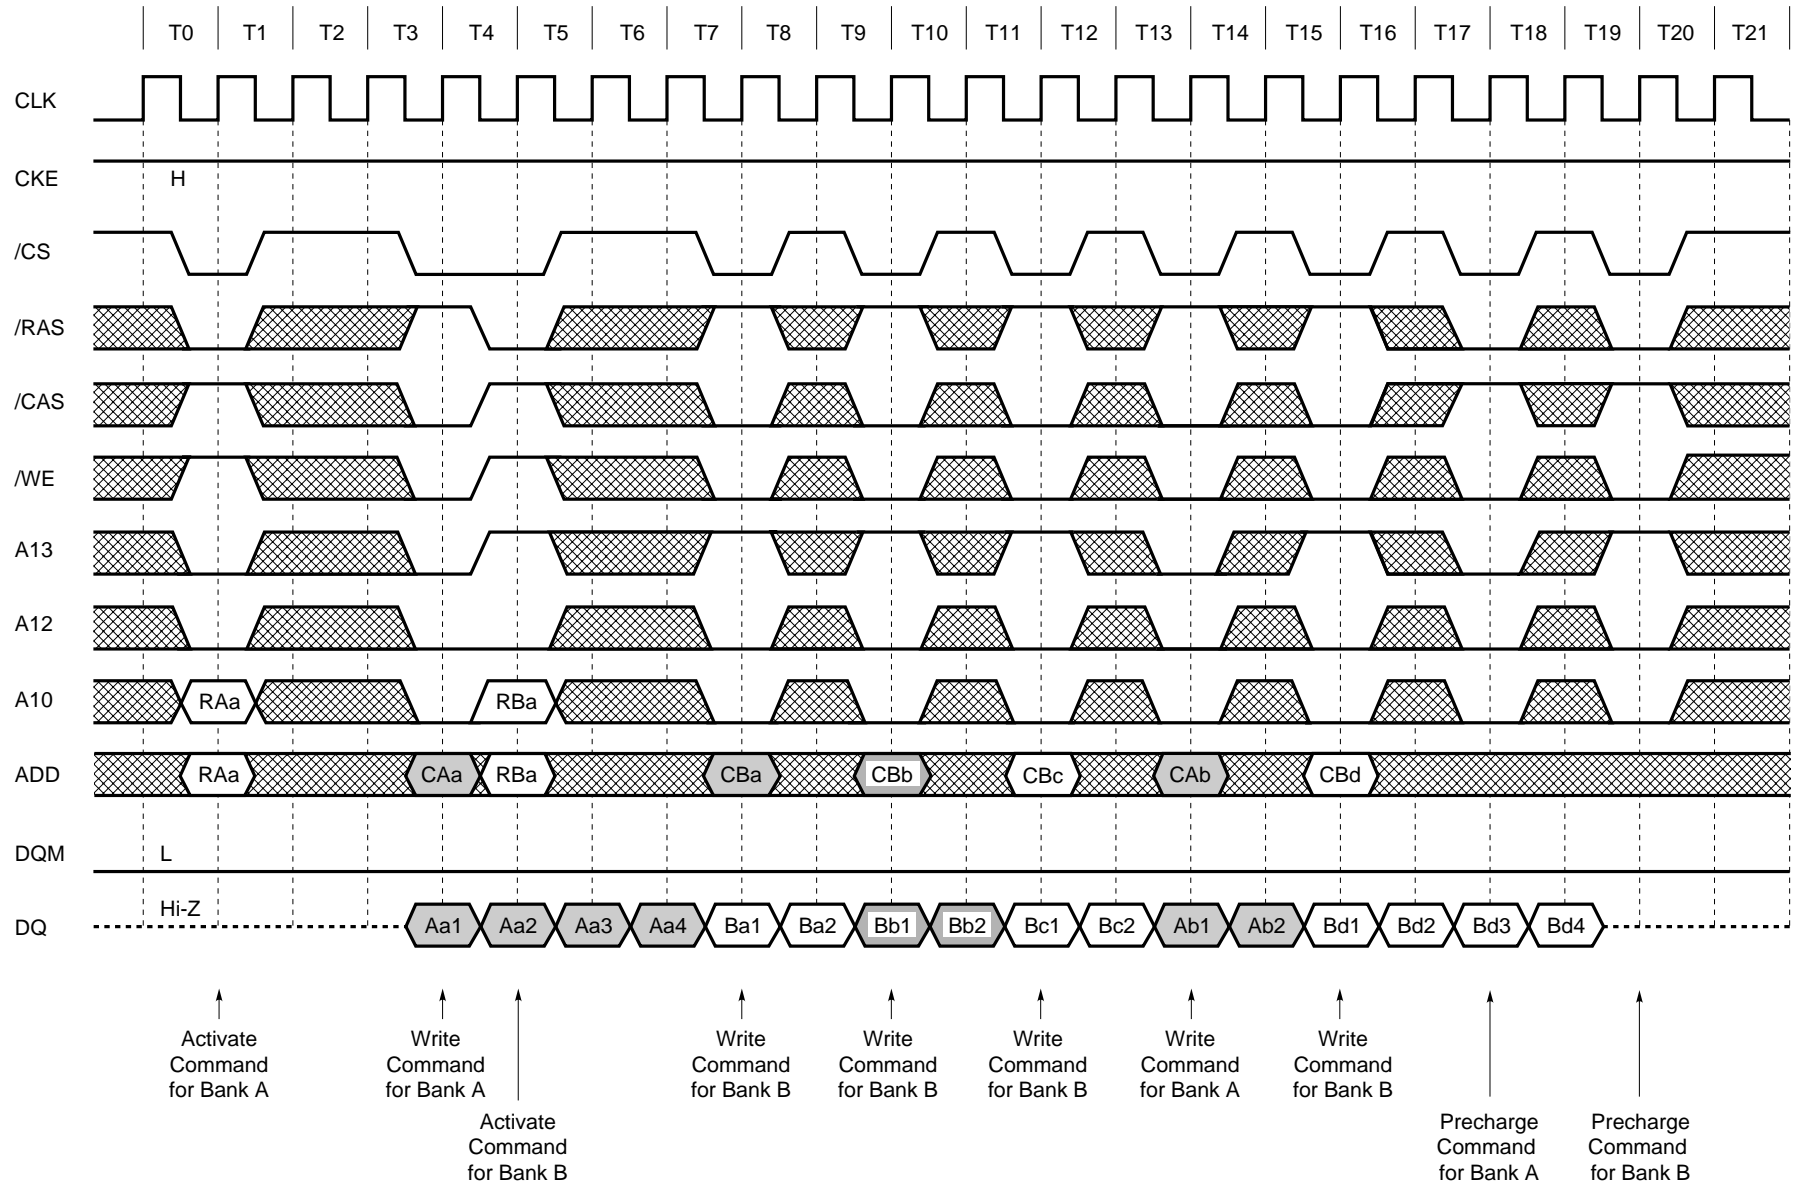 T0 T1 T2 T3 T4 T5 T6 T7 T8 T9 T10 T11 T12 T13 T14 T15 T16 T17 T18 T19 T20 T21
CLK
CKE H
/CS
/RAS
/CAS
/WE
A13
A12
A10 RAa RBa
ADD RAa CAa RBa CBa CBb CBc CAb CBd
DQM L
Hi-Z
DQ Aa1 Aa2 Aa3 Aa4 Ba1 Ba2 Bb1 Bb2 Bc1 Bc2 Ab1 Ab2 Bd1 Bd2 Bd3 Bd4
Activate
Command
for Bank A
Write
Command
for Bank A
Activate
Command
for Bank B
Write
Command
for Bank B
Write
Command
for Bank B
Write
Command
for Bank B
Write
Command
for Bank A
Write
Command
for Bank B
Precharge
Command
for Bank A
Precharge
Command
for Bank B